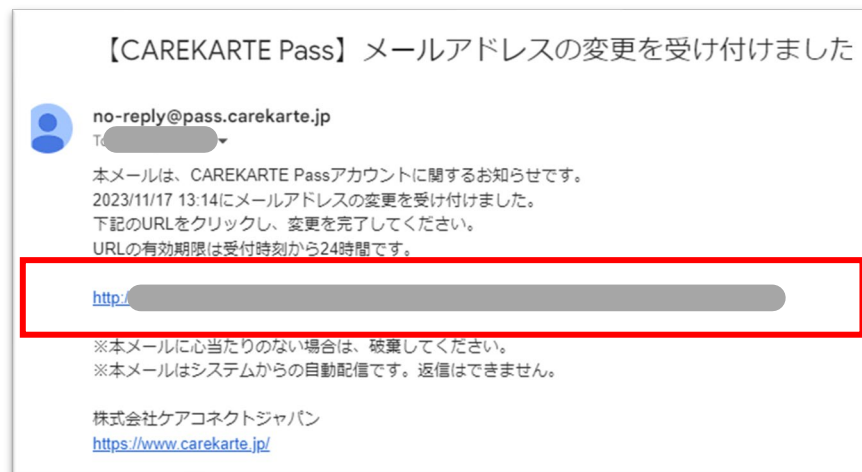 【CAREKARTE Pass】メールアドレスの変更を受け付けました
no-reply@pass.carekarte.jp
To
本メールは、CAREKARTE Passアカウントに関するお知らせです。
2023/11/17 13:14にメールアドレスの変更を受け付けました。
下記のURLをクリックし、変更を完了してください。
URLの有効期限は受付時刻から24時間です。
http:/
※本メールに心当たりのない場合は、破棄してください。
※本メールはシステムからの自動配信です。返信はできません。
株式会社ケアコネクトジャパン
https://www.carekarte.jp/